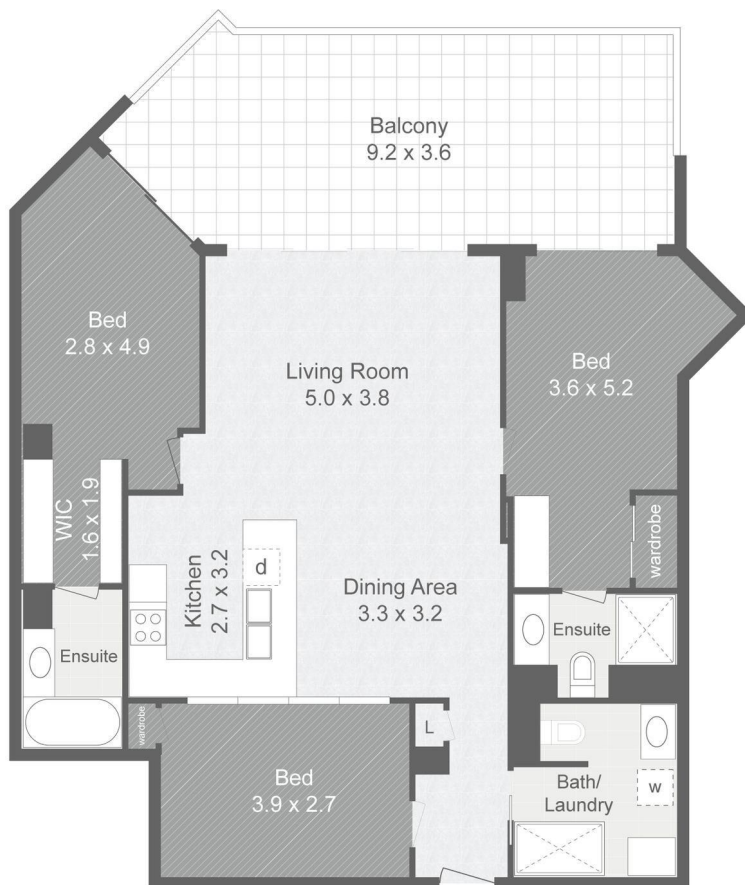 Balcony
9.2 x 3.6
Bed
2.8 x 4.9
Living Room
5.0 x 3.8
Bed
3.6 x 5.2
WIC
1.6 x 1.9
wardrobe
Kitchen
2.7 x 3.2
d
Dining Area
3.3 x 3.2
Ensuite
Ensuite
wardrobe
L
Bed
3.9 x 2.7
Bath/
Laundry
w